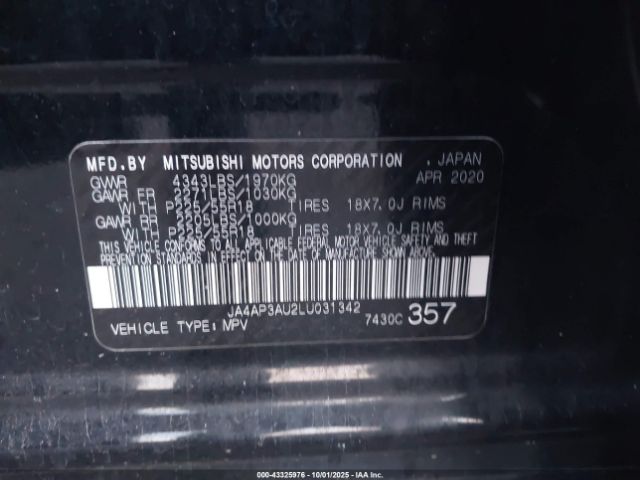 MFD.BY MITSUBISHI MOTORS CORPORATION . JAPAN
GVWR 4343LBS/1970KG APR 2020
GAWR FR 2271LBS/1030KG
WITH P225/55R18 TIRES 18X7.0J RIMS
GAWR RR 2205LBS/1000KG
WITH P225/55R18 TIRES 18X7.0J RIMS
THIS VEHICLE CONFORMS TO ALL APPLICABLE FEDERAL MOTOR VEHICLE SAFETY AND THEFT
PREVENTION STANDARDS IN EFFECT ON THE DATE OF MANUFACTURE SHOWN ABOVE.
JA4AP3AU2LU031342
VEHICLE TYPE: MPV 7430C 357
000-43325976 • 10/01/2025 • IAAI.COM